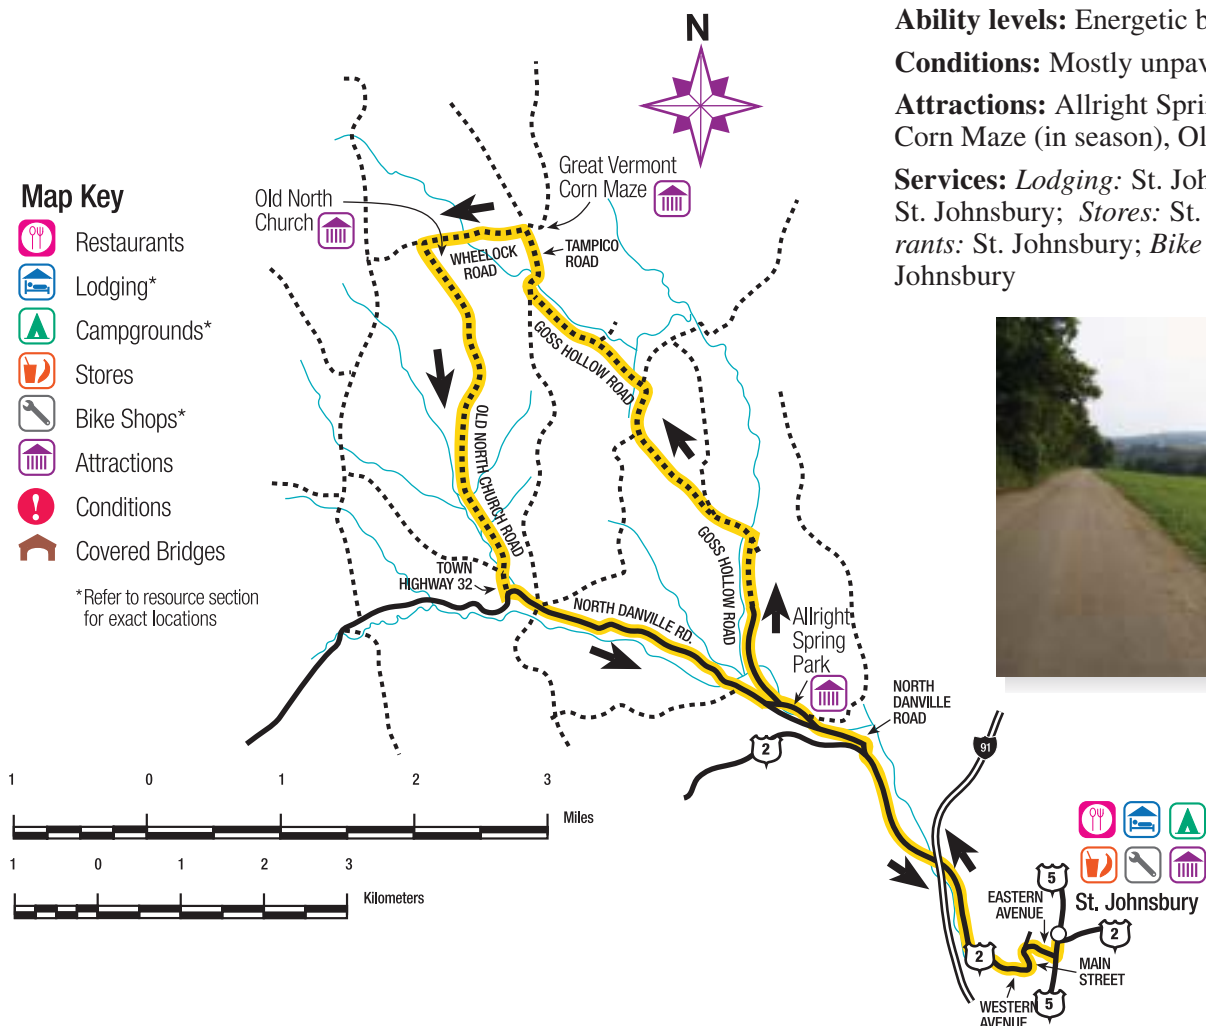 Ability levels: Energetic b
Conditions: Mostly unpav
Attractions: Allright Sprin
Corn Maze (in season), Ol
Services: Lodging: St. Joh
St. Johnsbury; Stores: St.
rants: St. Johnsbury; Bike
Johnsbury
N
Map Key
Restaurants
Lodging*
Campgrounds*
Stores
Bike Shops*
Attractions
Conditions
Covered Bridges
*Refer to resource section
for exact locations
Old North
Church
Great Vermont
Corn Maze
WHEELOCK
ROAD
TAMPICO
ROAD
GOSS HOLLOW ROAD
OLD NORTH CHURCH ROAD
GOSS HOLLOW ROAD
TOWN
HIGHWAY 32
NORTH DANVILLE RD.
Allright
Spring
Park
NORTH
DANVILLE
ROAD
2
91
1 0 1 2 3
Miles
1 0 1 2 3
Kilometers
5
EASTERN
AVENUE
St. Johnsbury
2
2
MAIN
STREET
WESTERN
AVENUE
5